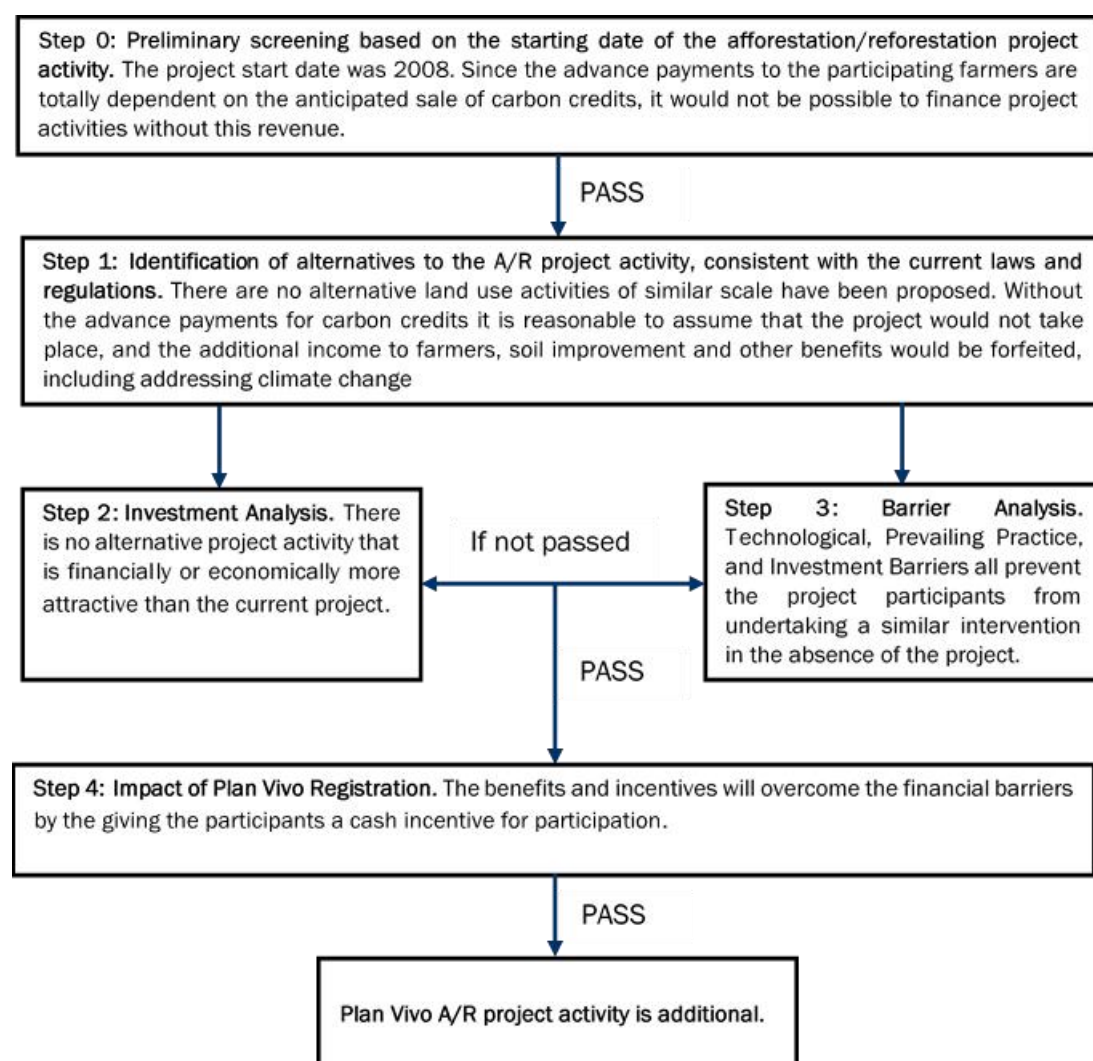 Step 0: Preliminary screening based on the starting date of the afforestation/reforestation project
activity. The project start date was 2008. Since the advance payments to the participating farmers are
totally dependent on the anticipated sale of carbon credits, it would not be possible to finance project
activities without this revenue.
PASS
Step 1: Identification of alternatives to the A/R project activity, consistent with the current laws and
regulations. There are no alternative land use activities of similar scale have been proposed. Without
the advance payments for carbon credits it is reasonable to assume that the project would not take
place, and the additional income to farmers, soil improvement and other benefits would be forfeited,
including addressing climate change
Step 2: Investment Analysis. There
is no alternative project activity that
is financially or economically more
attractive than the current project.
If not passed
Step 3: Barrier Analysis.
Technological, Prevailing Practice,
and Investment Barriers all prevent
the project participants from
undertaking a similar intervention
in the absence of the project.
PASS
Step 4: Impact of Plan Vivo Registration. The benefits and incentives will overcome the financial barriers
by the giving the participants a cash incentive for participation.
PASS
Plan Vivo A/R project activity is additional.